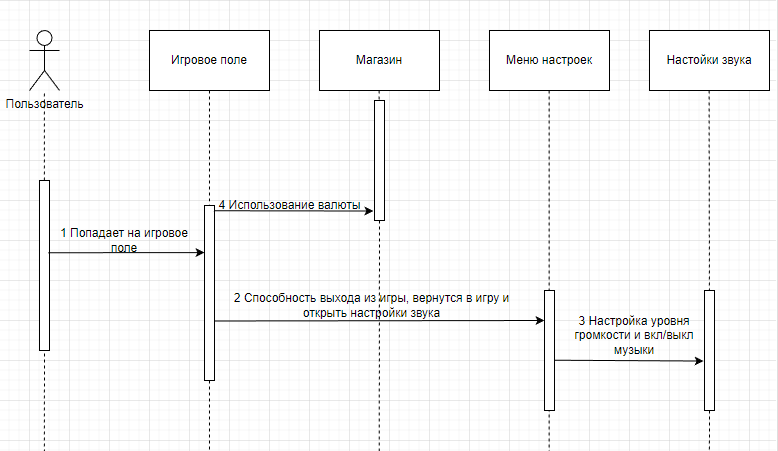 Пользователь
Игровое поле
Магазин
Меню настроек
Настойки звука
4 Использование валюты
1 Попадает на игровое
поле
2 Способность выхода из игры, вернутся в игру и
открыть настройки звука
3 Настройка уровня
громкости и вкл/выкл
музыки